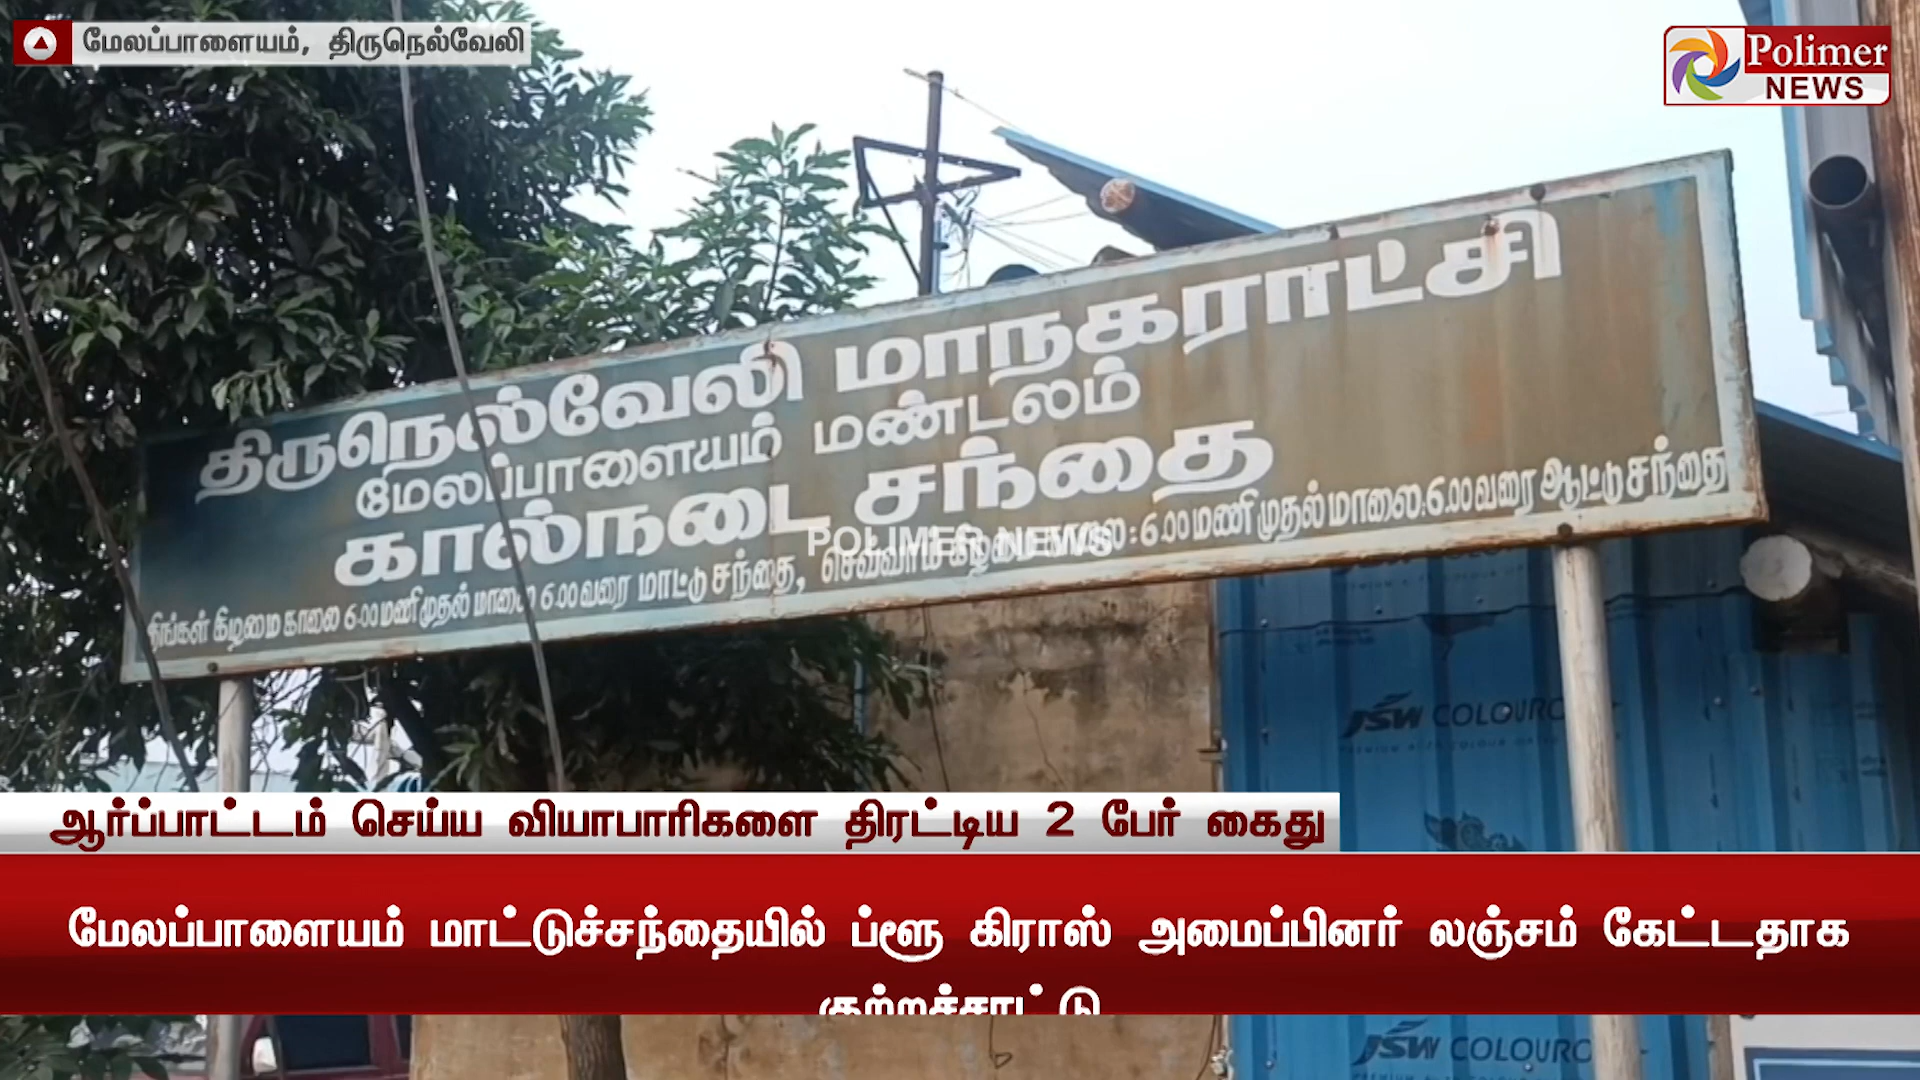 மேலப்பாளையம், திருநெல்வேலி
Polimer
NEWS
திருநெல்வேலி மாநகராட்சி
மேலப்பாளையம் மண்டலம்
கால்நடை சந்தை
திங்கள் கிழமை காலை 6.00 மணி முதல் மாலை 6.00 வரை மாட்டு சந்தை, செவ்வாய் கிழமை காலை: 6.00 மணி முதல் மாலை:6.00 வரை ஆட்டு சந்தை
POLIMER NEWS
JSW COLOURO
ஆர்ப்பாட்டம் செய்ய வியாபாரிகளை திரட்டிய 2 பேர் கைது
மேலப்பாளையம் மாட்டுச்சந்தையில் ப்ளூ கிராஸ் அமைப்பினர் லஞ்சம் கேட்டதாக
குற்றச்சாட்டு
JSW COLOURO